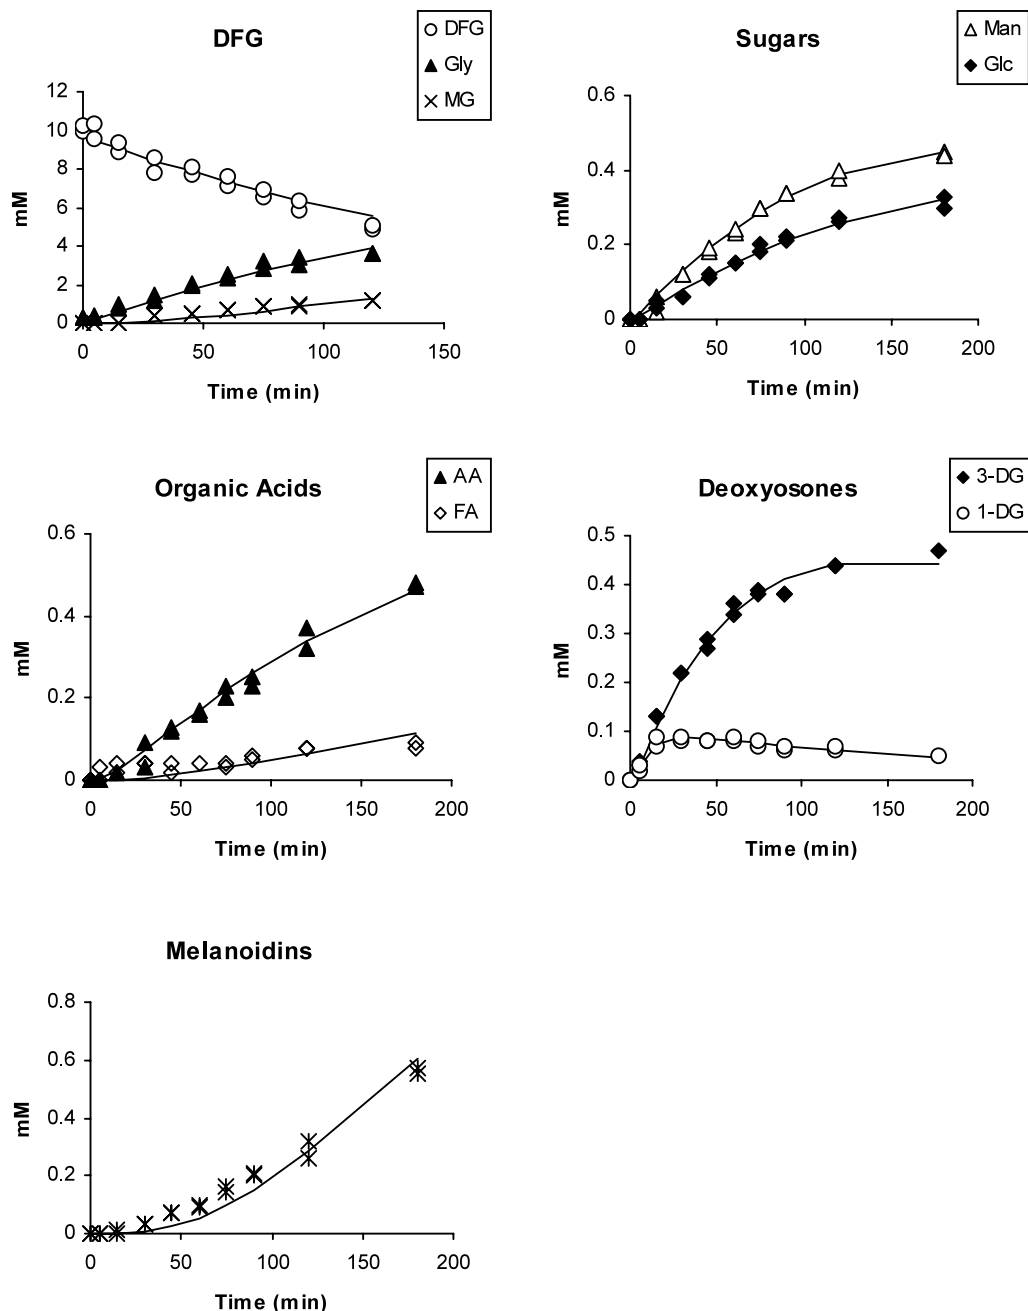 DFG
DFG
Gly
MG
12
10
8
6
4
2
0
mM
0 50 100 150
Time (min)
Sugars
Man
Glc
0.6
0.4
0.2
0
mM
0 50 100 150 200
Time (min)
Organic Acids
AA
FA
0.6
0.4
0.2
0
mM
0 50 100 150 200
Time (min)
Deoxyosones
3-DG
1-DG
0.5
0.4
0.3
0.2
0.1
0
mM
0 50 100 150 200
Time (min)
Melanoidins
0.8
0.6
0.4
0.2
0
mM
0 50 100 150 200
Time (min)